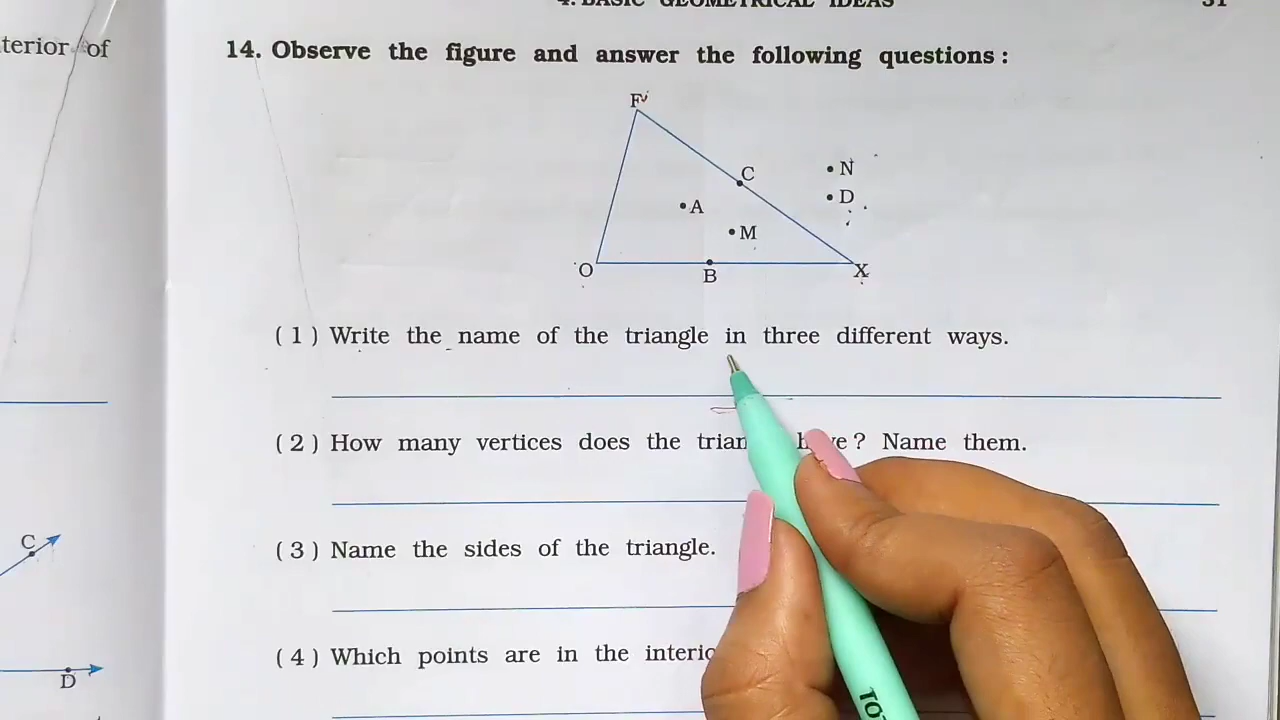 4. BASIC GEOMETRICAL IDEAS 31
terior of
14. Observe the figure and answer the following questions :
F
C
N
A
D
M
O
B
X
( 1 ) Write the name of the triangle in three different ways.
( 2 ) How many vertices does the ? Name them.
C
( 3 ) Name the sides of the triangle.
( 4 ) Which points are in the
D